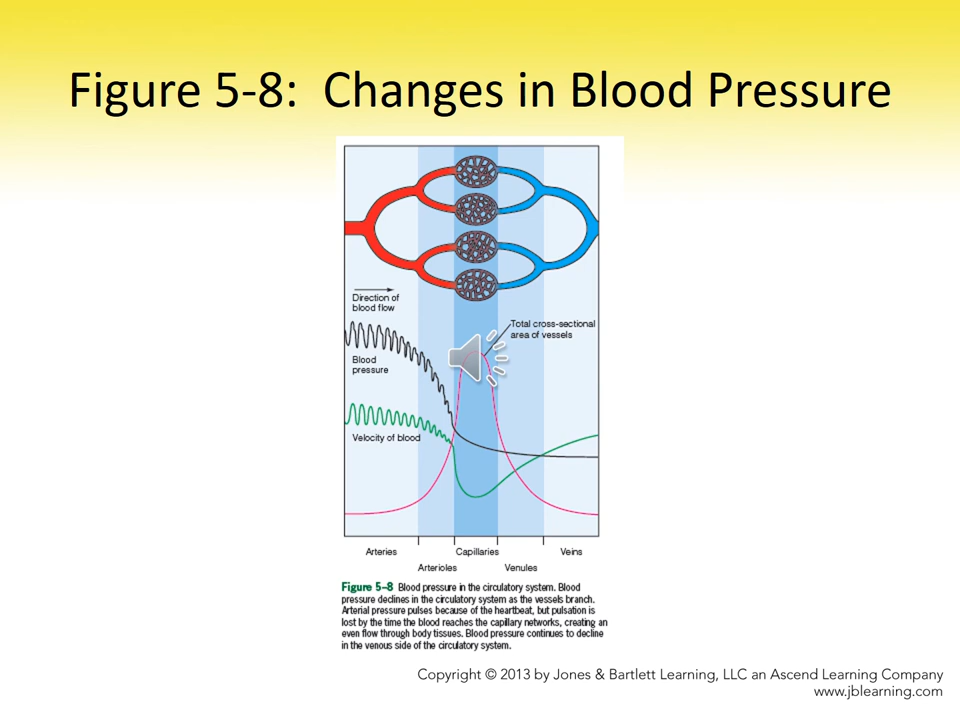 Figure 5-8:  Changes in Blood Pressure
Direction of
blood flow
Total cross-sectional
area of vessels
Blood
pressure
Velocity of blood
Arteries
Capillaries
Veins
Arterioles
Venules
Figure 5–8 Blood pressure in the circulatory system. Blood
pressure declines in the circulatory system as the vessels branch.
Arterial pressure pulses because of the heartbeat, but pulsation is
lost by the time the blood reaches the capillary networks, creating an
even flow through body tissues. Blood pressure continues to decline
in the venous side of the circulatory system.
Copyright © 2013 by Jones & Bartlett Learning, LLC an Ascend Learning Company
www.jblearning.com